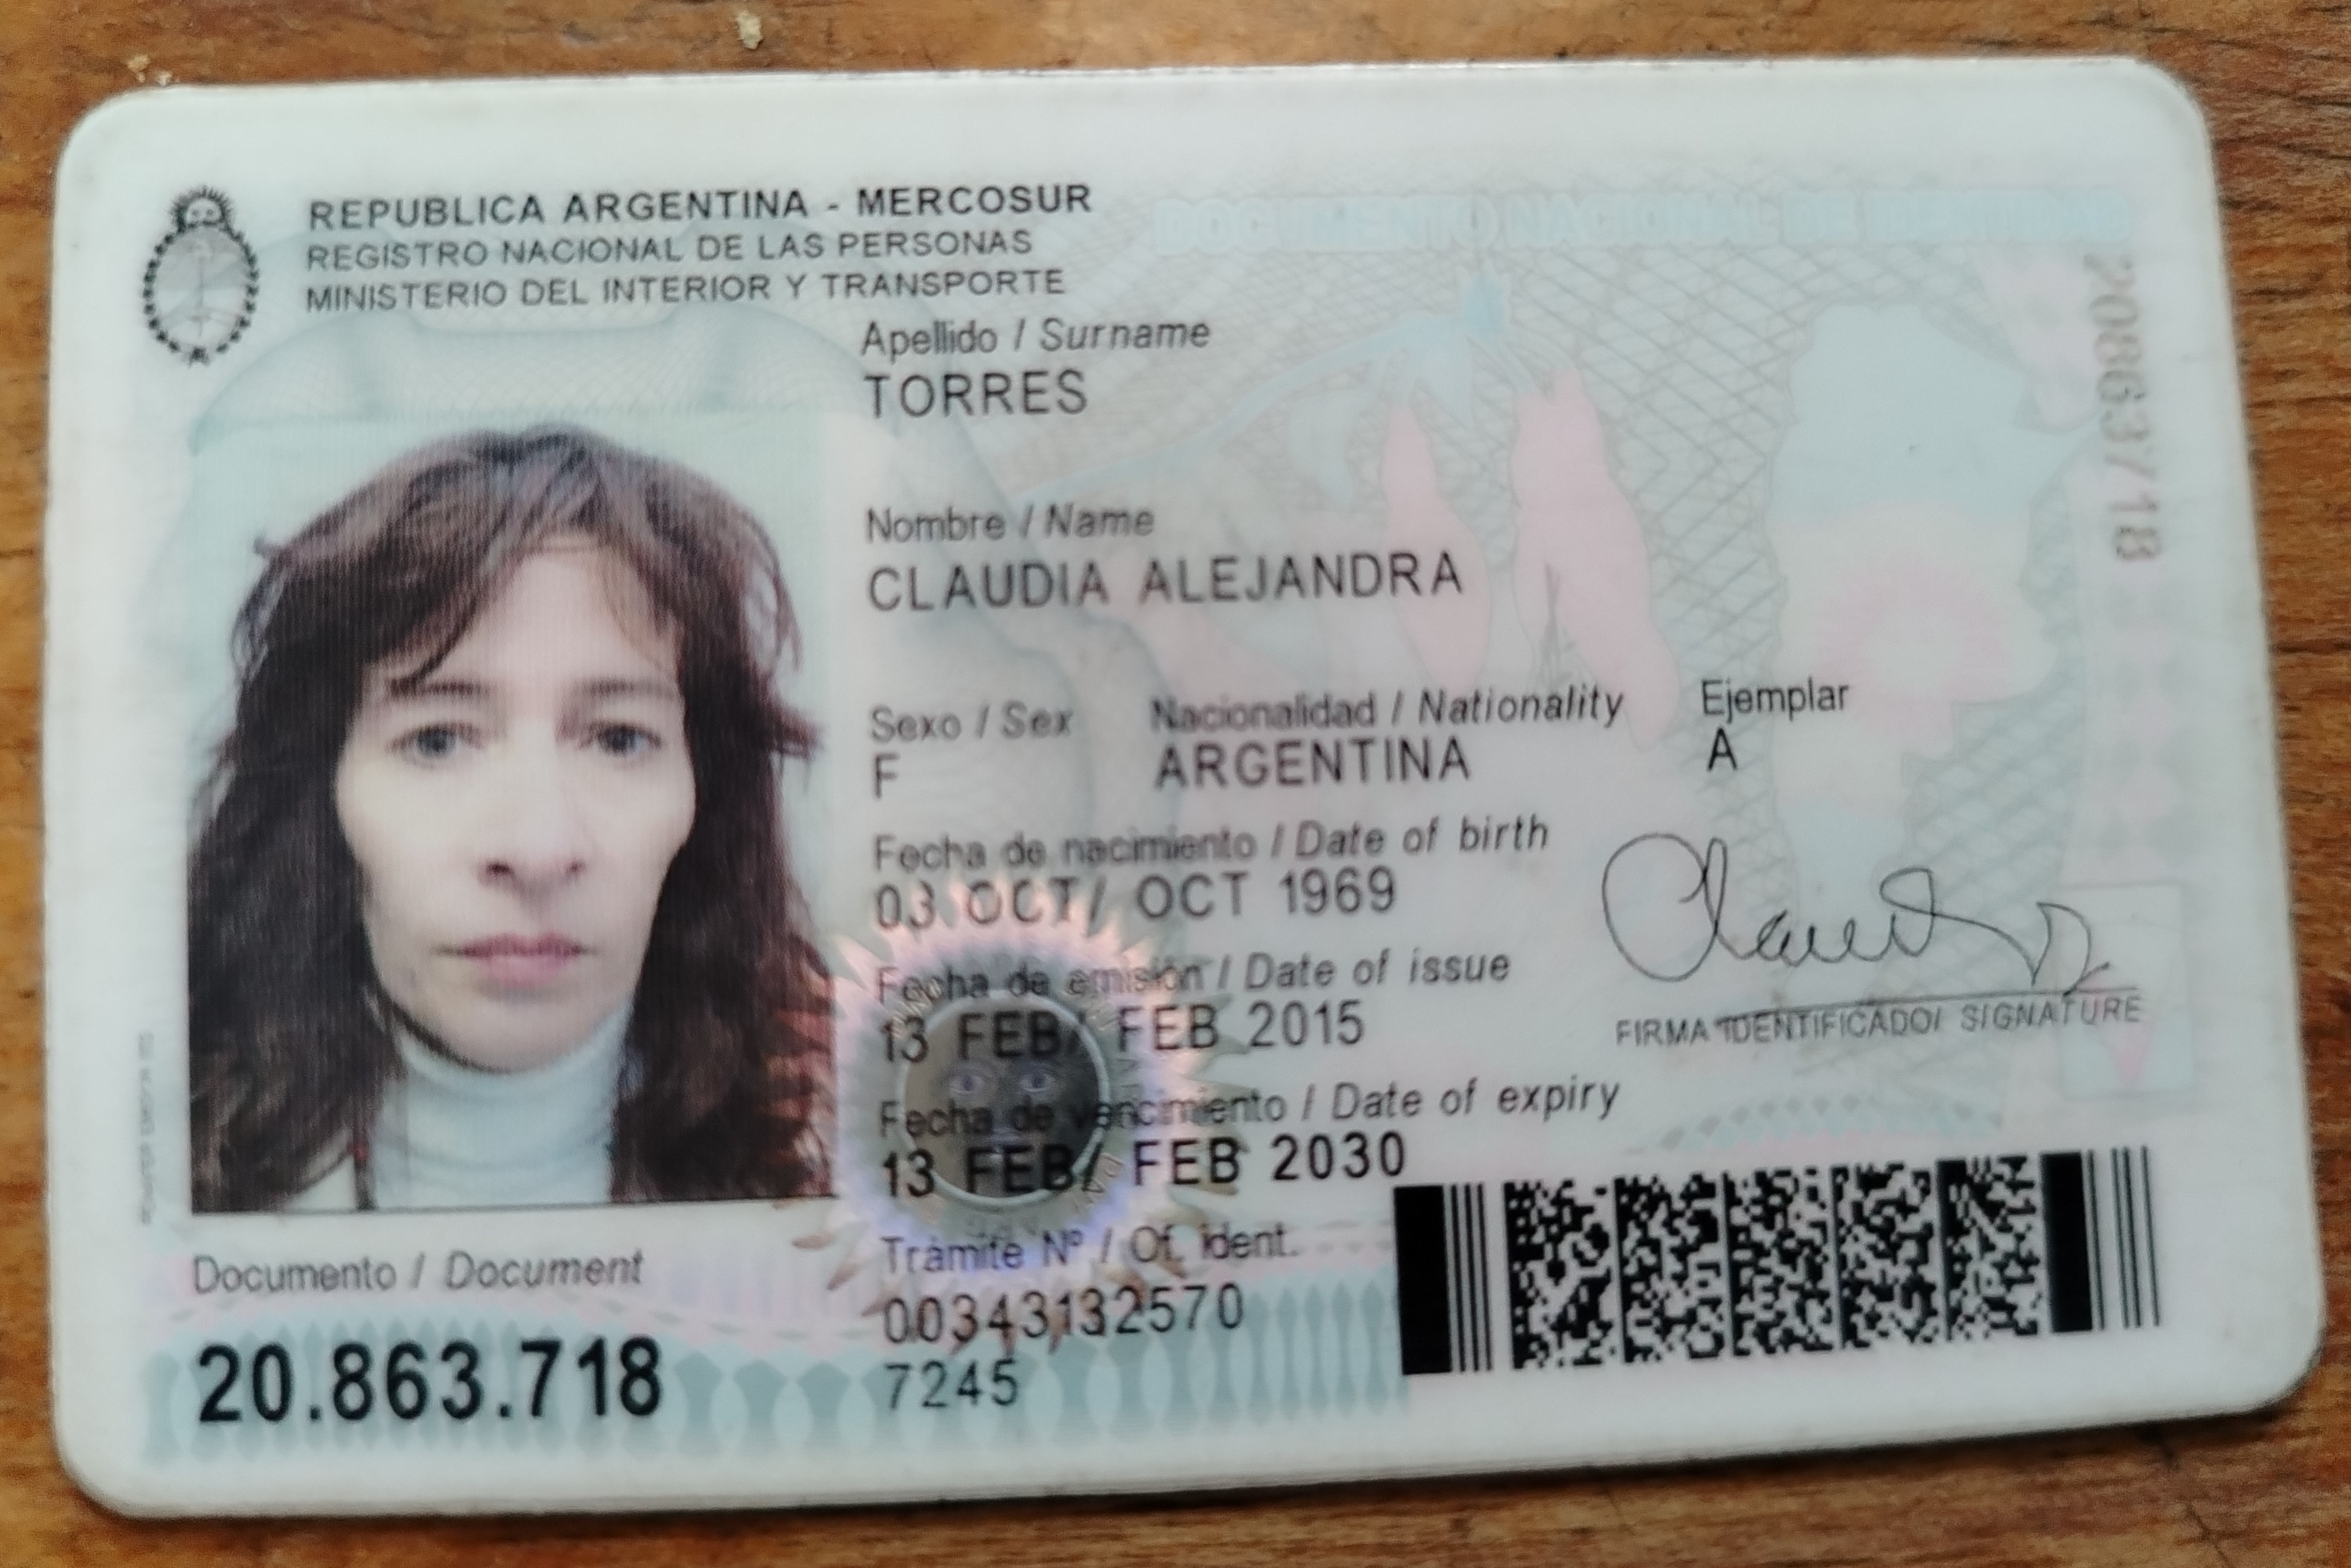 REPUBLICA ARGENTINA - MERCOSUR
REGISTRO NACIONAL DE LAS PERSONAS
MINISTERIO DEL INTERIOR Y TRANSPORTE
DOCUMENTO NACIONAL DE IDENTIDAD
Apellido / Surname
TORRES
Nombre / Name
CLAUDIA ALEJANDRA
Sexo / Sex Nacionalidad / Nationality Ejemplar
F ARGENTINA A
Fecha de nacimiento / Date of birth
03 OCT/ OCT 1969
Fecha de emisión / Date of issue
13 FEB/ FEB 2015
FIRMA IDENTIFICADO/ SIGNATURE
Fecha de vencimiento / Date of expiry
13 FEB/ FEB 2030
Trámite Nº / Of. ident.
00343132570
7245
Documento / Document
20.863.718
20863718